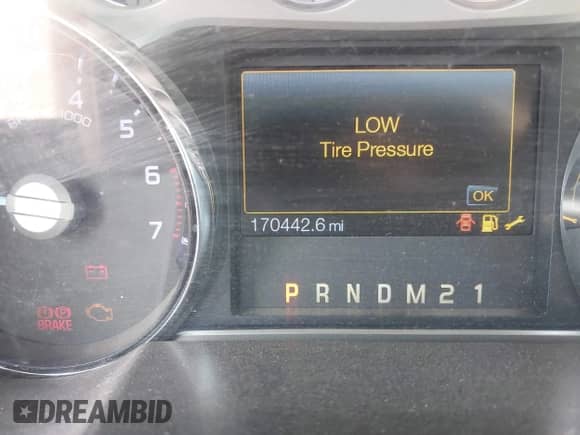 4
5
6
7
LOW
Tire Pressure
OK
170442.6 mi
P R N D M 2 1
BRAKE
DREAMBID